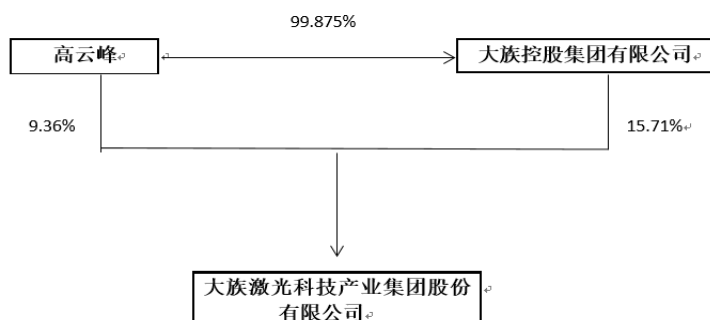 99.875%
高云峰
大族控股集团有限公司
9.36%
15.71%
大族激光科技产业集团股份
有限公司